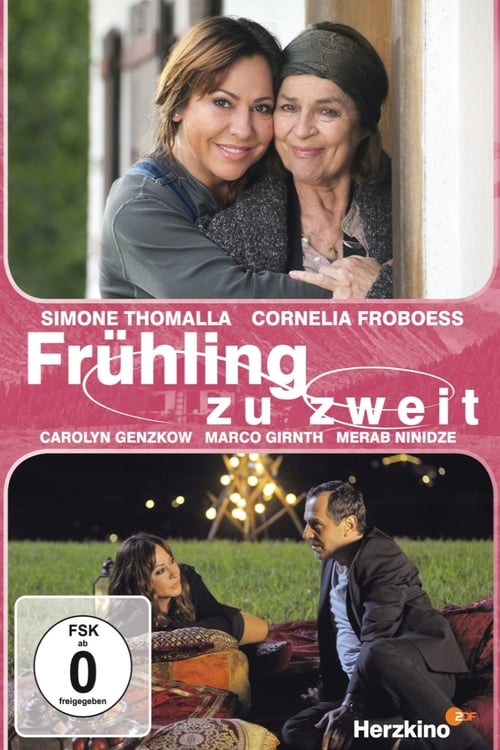 SIMONE THOMALLA CORNELIA FROBOESS
Frühling
zu zweit
CAROLYN GENZKOW MARCO GIRNTH MERAB NINIDZE
FSK
ab
0
freigegeben
ZDF
Herzkino